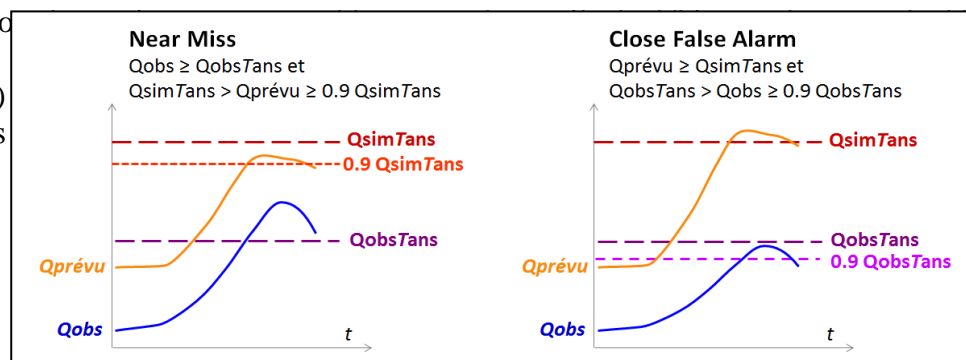 Near Miss
Qobs ≥ QobsTans et
QsimTans > Qprévu ≥ 0.9 QsimTans
QsimTans
0.9 QsimTans
QobsTans
Qprévu
Qobs
t
Close False Alarm
Qprévu ≥ QsimTans et
QobsTans > Qobs ≥ 0.9 QobsTans
QsimTans
QobsTans
0.9 QobsTans
Qprévu
Qobs
t